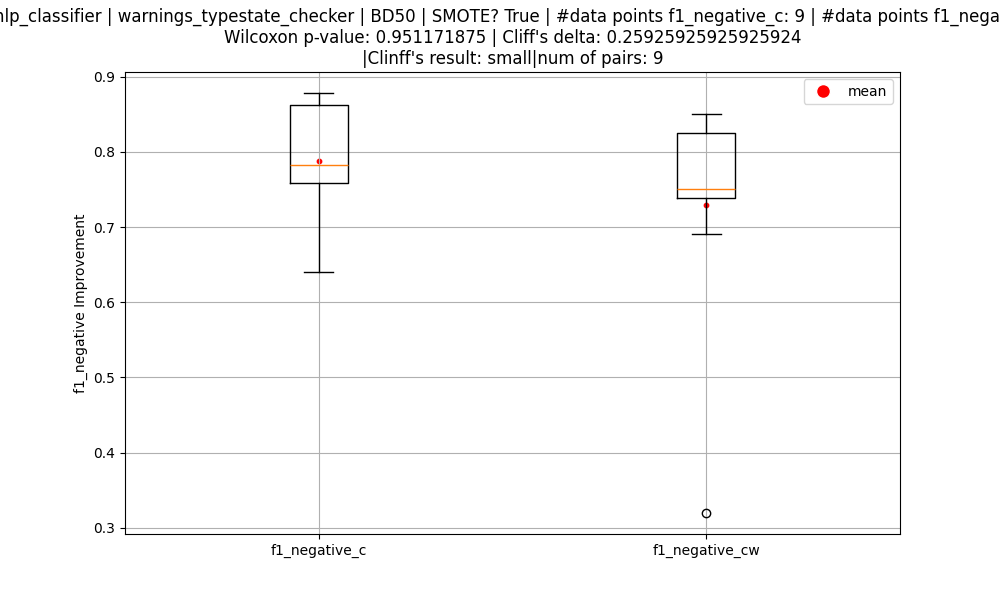 nlp_classifier | warnings_typestate_checker | BD50 | SMOTE? True | #data points f1_negative_c: 9 | #data points f1_nega
Wilcoxon p-value: 0.951171875 | Cliff's delta: 0.25925925925925924
|Clinff's result: small|num of pairs: 9
0.9
mean
0.8
0.7
0.6
0.5
0.4
0.3
f1_negative Improvement
f1_negative_c
f1_negative_cw